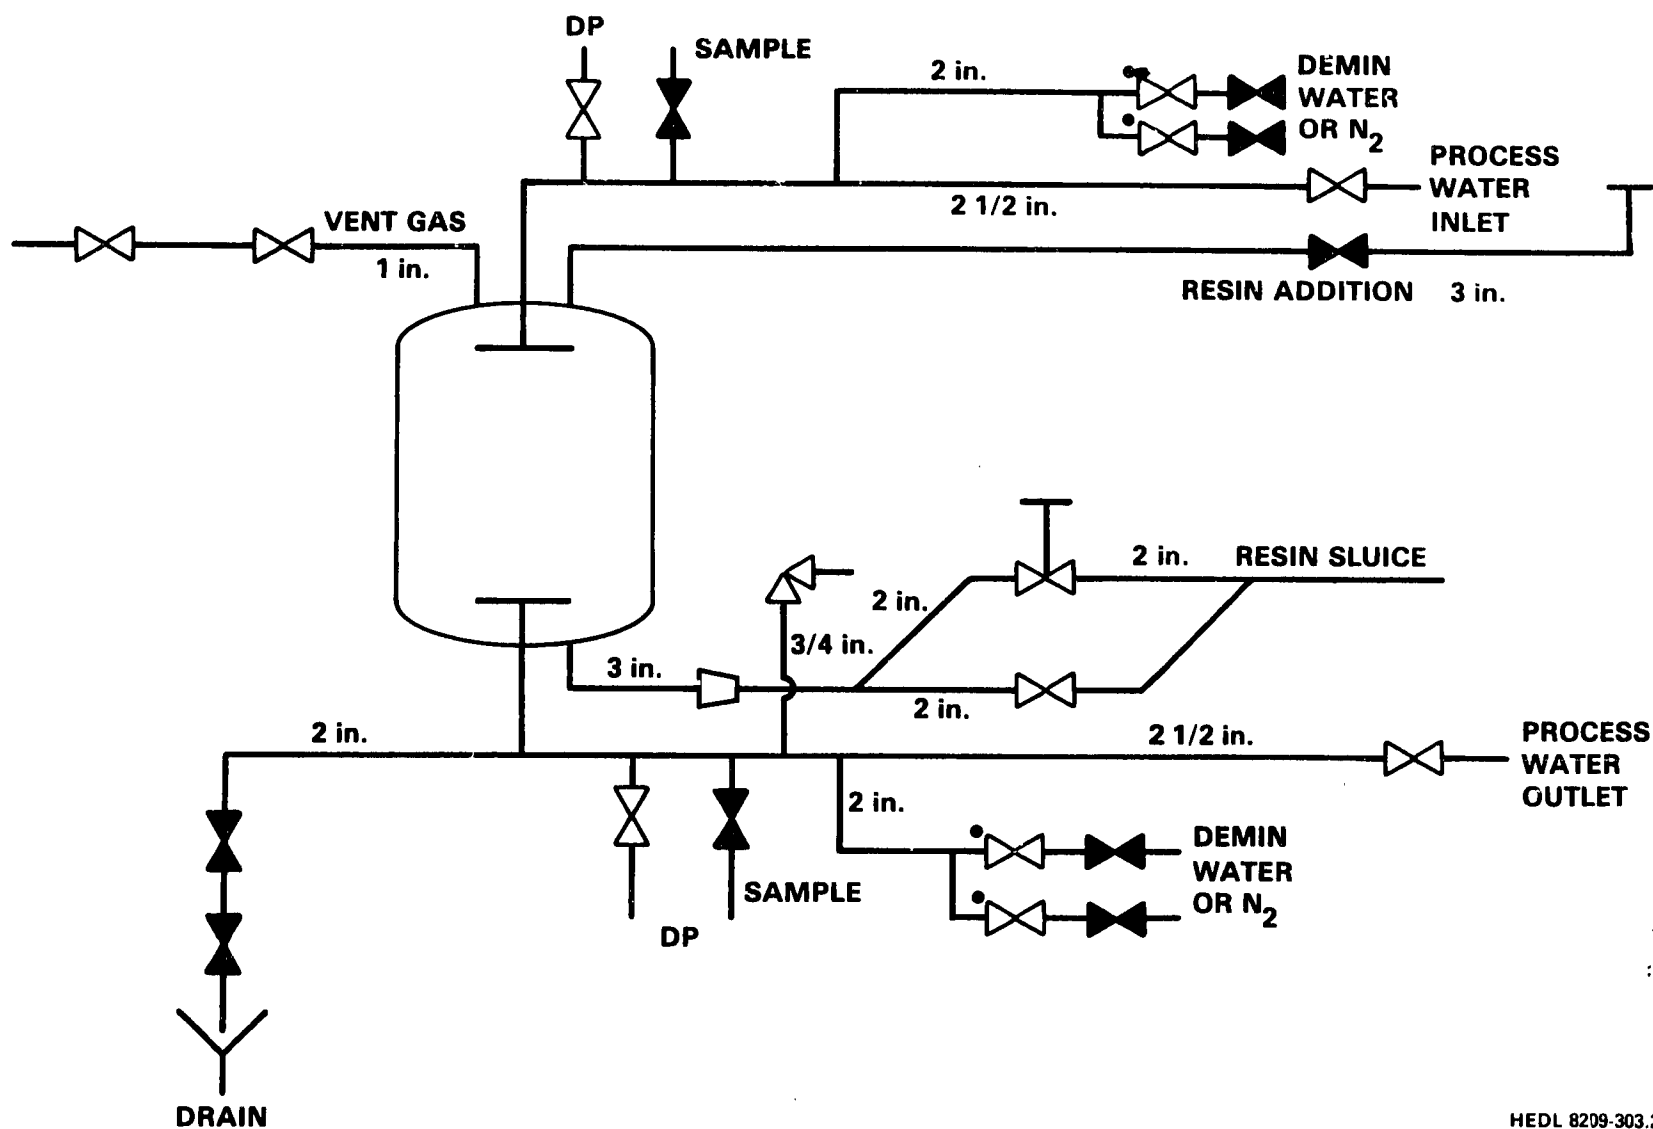 DP
SAMPLE
2 in.
DEMIN
WATER
OR N2
PROCESS
WATER
INLET
2 1/2 in.
VENT GAS
1 in.
RESIN ADDITION 3 in.
2 in.
RESIN SLUICE
2 in.
3/4 in.
3 in.
2 in.
2 in.
2 1/2 in.
PROCESS
WATER
OUTLET
2 in.
DEMIN
WATER
OR N2
SAMPLE
DP
DRAIN
HEDL 8209-303.